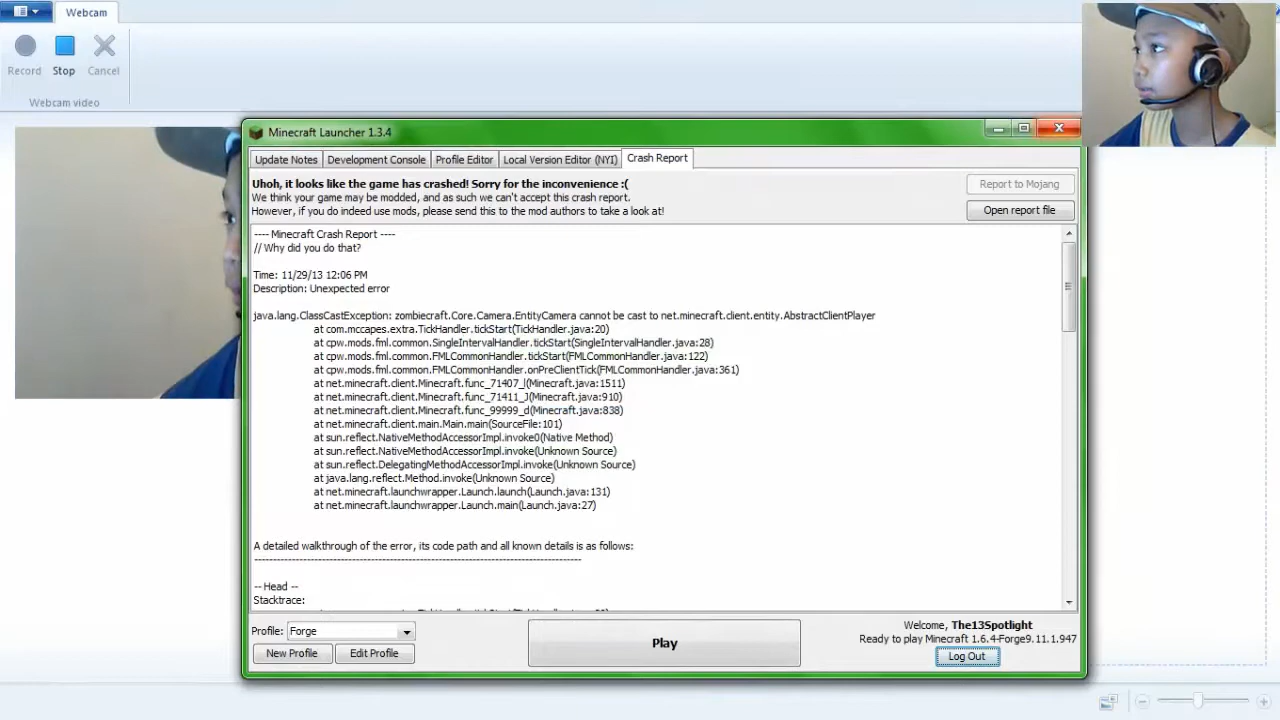 Webcam
Record Stop Cancel
Webcam video
Minecraft Launcher 1.3.4
Update Notes Development Console Profile Editor Local Version Editor (NYI) Crash Report
Uhoh, it looks like the game has crashed! Sorry for the inconvenience :(
We think your game may be modded, and as such we can't accept this crash report.
However, if you do indeed use mods, please send this to the mod authors to take a look at!
Report to Mojang
Open report file
---- Minecraft Crash Report ----
// Why did you do that?
Time: 11/29/13 12:06 PM
Description: Unexpected error
java.lang.ClassCastException: zombiecraft.Core.Camera.EntityCamera cannot be cast to net.minecraft.client.entity.AbstractClientPlayer
at com.mccapes.extra.TickHandler.tickStart(TickHandler.java:20)
at cpw.mods.fml.common.SingleIntervalHandler.tickStart(SingleIntervalHandler.java:28)
at cpw.mods.fml.common.FMLCommonHandler.tickStart(FMLCommonHandler.java:122)
at cpw.mods.fml.common.FMLCommonHandler.onPreClientTick(FMLCommonHandler.java:361)
at net.minecraft.client.Minecraft.func_71407_l(Minecraft.java:1511)
at net.minecraft.client.Minecraft.func_71411_J(Minecraft.java:910)
at net.minecraft.client.Minecraft.func_99999_d(Minecraft.java:838)
at net.minecraft.client.main.Main.main(SourceFile:101)
at sun.reflect.NativeMethodAccessorImpl.invoke0(Native Method)
at sun.reflect.NativeMethodAccessorImpl.invoke(Unknown Source)
at sun.reflect.DelegatingMethodAccessorImpl.invoke(Unknown Source)
at java.lang.reflect.Method.invoke(Unknown Source)
at net.minecraft.launchwrapper.Launch.launch(Launch.java:131)
at net.minecraft.launchwrapper.Launch.main(Launch.java:27)
A detailed walkthrough of the error, its code path and all known details is as follows:
---------------------------------------------------------------------------------------
-- Head --
Stacktrace:
Profile: Forge
New Profile Edit Profile
Play
Welcome, The13Spotlight
Ready to play Minecraft 1.6.4-Forge9.11.1.947
Log Out